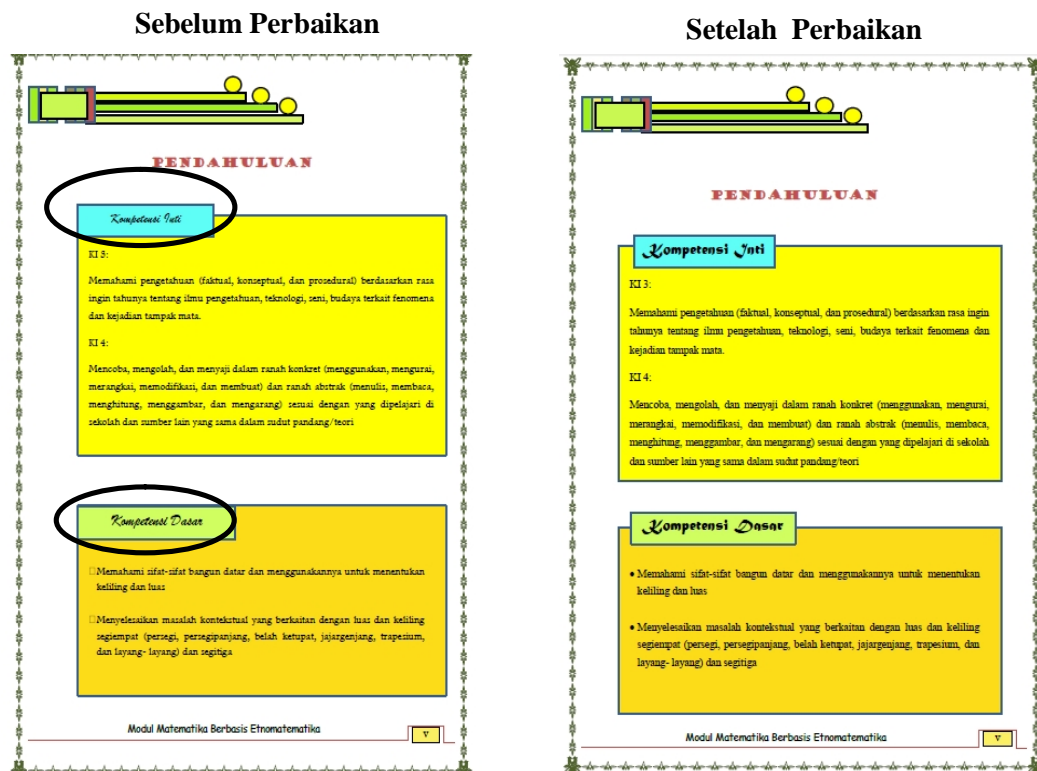 Sebelum Perbaikan
PENDAHULUAN
Kompetensi Inti
KI 3:
Memahami pengetahuan (faktual, konseptual, dan prosedural) berdasarkan rasa
ingin tahunya tentang ilmu pengetahuan, teknologi, seni, budaya terkait fenomena
dan kejadian tampak mata.
KI 4:
Mencoba, mengolah, dan menyaji dalam ranah konkret (menggunakan, mengurai,
merangkai, memodifikasi, dan membuat) dan ranah abstrak (menulis, membaca,
menghitung, menggambar, dan mengarang) sesuai dengan yang dipelajari di
sekolah dan sumber lain yang sama dalam sudut pandang/teori
Kompetensi Dasar
Memahami sifat-sifat bangun datar dan menggunakannya untuk menentukan
keliling dan luas
Menyelesaikan masalah kontekstual yang berkaitan dengan luas dan keliling
segiempat (persegi, persegipanjang, belah ketupat, jajargenjang, trapesium,
dan layang- layang) dan segitiga
Modul Matematika Berbasis Etnomatematika
v
Setelah Perbaikan
PENDAHULUAN
Kompetensi Inti
KI 3:
Memahami pengetahuan (faktual, konseptual, dan prosedural) berdasarkan rasa ingin
tahunya tentang ilmu pengetahuan, teknologi, seni, budaya terkait fenomena dan
kejadian tampak mata.
KI 4:
Mencoba, mengolah, dan menyaji dalam ranah konkret (menggunakan, mengurai,
merangkai, memodifikasi, dan membuat) dan ranah abstrak (menulis, membaca,
menghitung, menggambar, dan mengarang) sesuai dengan yang dipelajari di sekolah
dan sumber lain yang sama dalam sudut pandang/teori
Kompetensi Dasar
• Memahami sifat-sifat bangun datar dan menggunakannya untuk menentukan
keliling dan luas
• Menyelesaikan masalah kontekstual yang berkaitan dengan luas dan keliling
segiempat (persegi, persegipanjang, belah ketupat, jajargenjang, trapesium, dan
layang- layang) dan segitiga
Modul Matematika Berbasis Etnomatematika
v